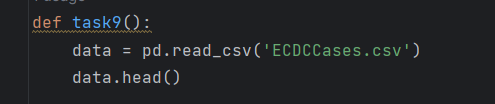 def task9():
    data = pd.read_csv('ECDCCases.csv')
    data.head()